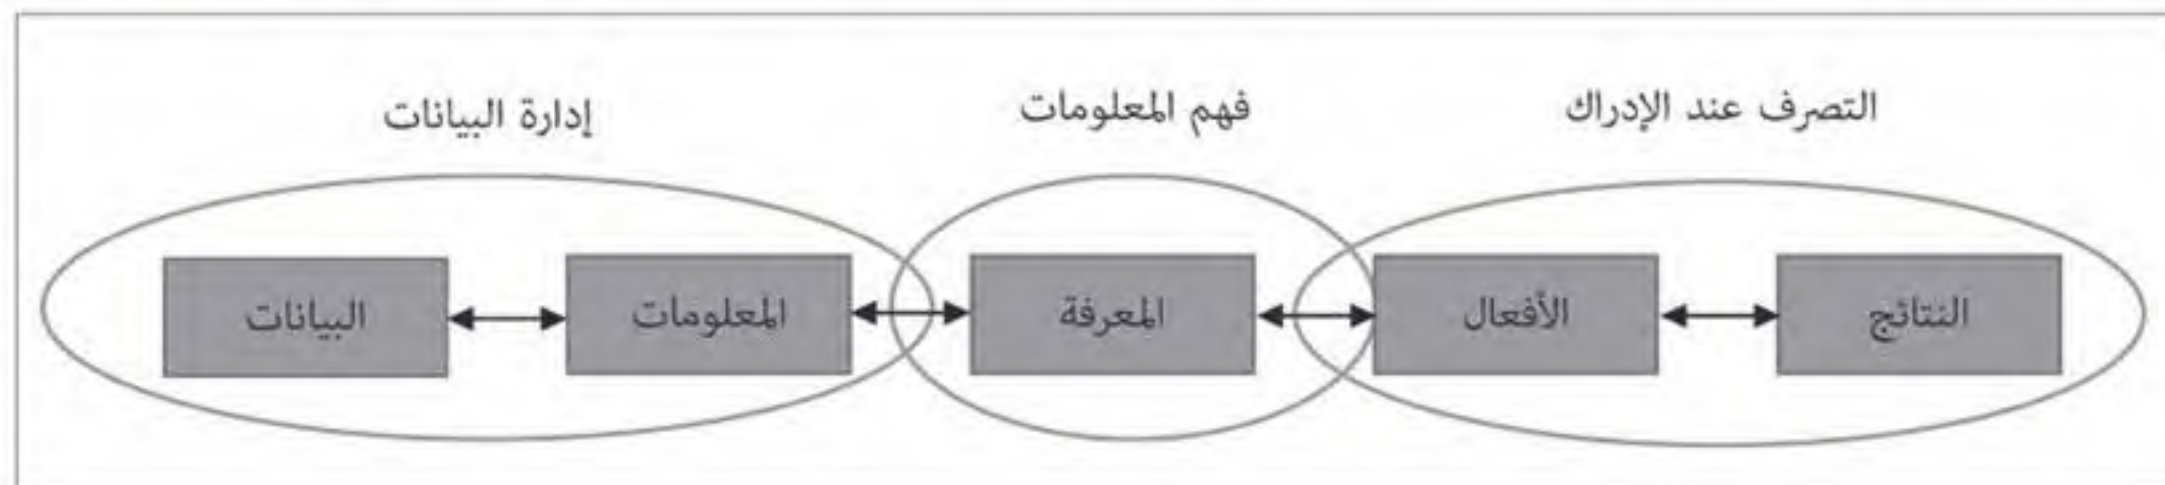 التصرف عند الإدراك
فهم المعلومات
إدارة البيانات
النتائج
الأفعال
المعرفة
المعلومات
البيانات